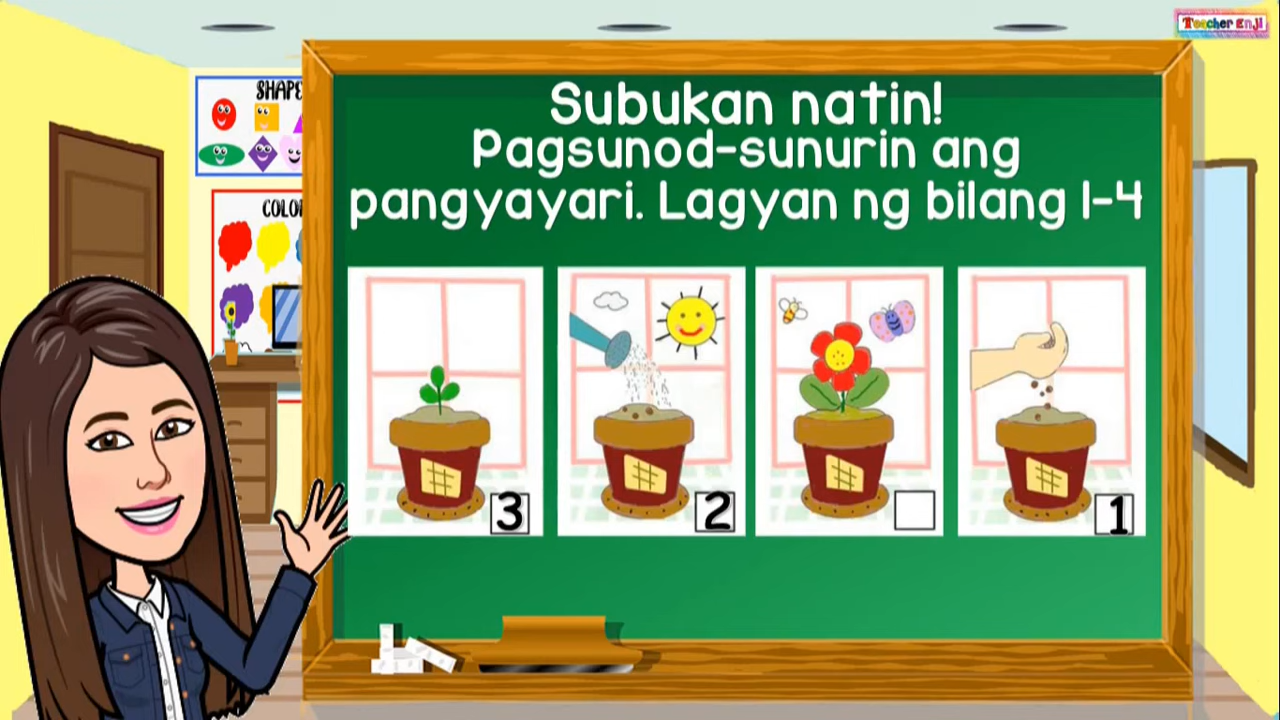 Teacher Enji
SHAPE
COLO
Subukan natin!
Pagsunod-sunurin ang
pangyayari. Lagyan ng bilang 1-4
3
2
1